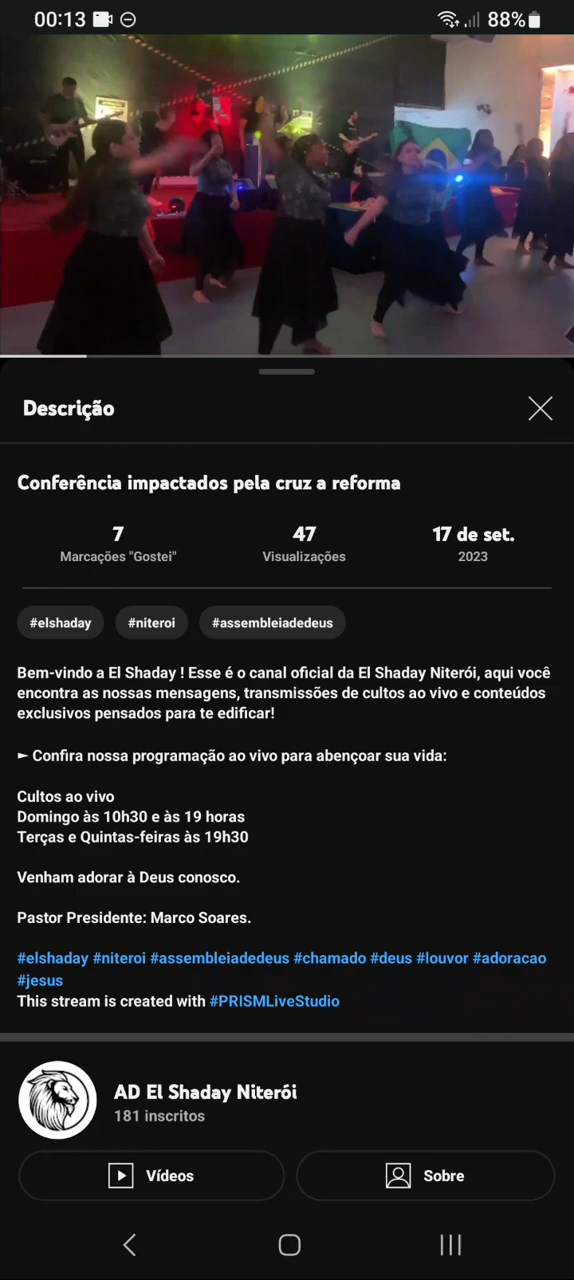 00:13
88%
Descrição
Conferência impactados pela cruz a reforma
7
Marcações "Gostei"
47
Visualizações
17 de set.
2023
#elshaday #niteroi #assembleiadedeus
Bem-vindo a El Shaday ! Esse é o canal oficial da El Shaday Niterói, aqui você
encontra as nossas mensagens, transmissões de cultos ao vivo e conteúdos
exclusivos pensados para te edificar!
► Confira nossa programação ao vivo para abençoar sua vida:
Cultos ao vivo
Domingo às 10h30 e às 19 horas
Terças e Quintas-feiras às 19h30
Venham adorar à Deus conosco.
Pastor Presidente: Marco Soares.
#elshaday #niteroi #assembleiadedeus #chamado #deus #louvor #adoracao
#jesus
This stream is created with #PRISMLiveStudio
AD El Shaday Niterói
181 inscritos
Vídeos
Sobre